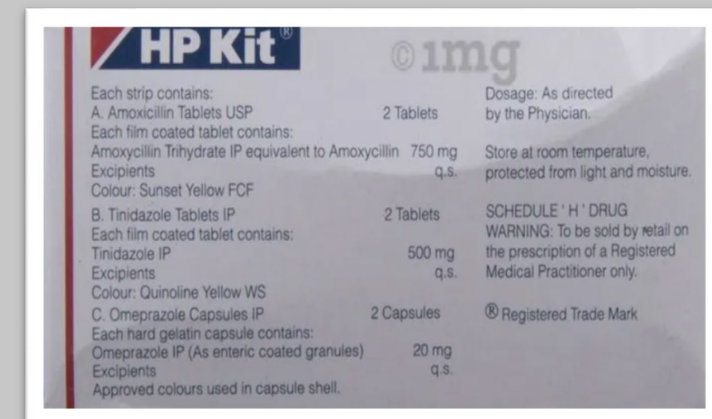 HP Kit®
©1mg
Each strip contains:
A. Amoxicillin Tablets USP 2 Tablets
Each film coated tablet contains:
Amoxycillin Trihydrate IP equivalent to Amoxycillin 750 mg
Excipients q.s.
Colour: Sunset Yellow FCF
B. Tinidazole Tablets IP 2 Tablets
Each film coated tablet contains:
Tinidazole IP 500 mg
Excipients q.s.
Colour: Quinoline Yellow WS
C. Omeprazole Capsules IP 2 Capsules
Each hard gelatin capsule contains:
Omeprazole IP (As enteric coated granules) 20 mg
Excipients q.s.
Approved colours used in capsule shell.
Dosage: As directed
by the Physician.
Store at room temperature,
protected from light and moisture.
SCHEDULE ' H ' DRUG
WARNING: To be sold by retail on
the prescription of a Registered
Medical Practitioner only.
® Registered Trade Mark